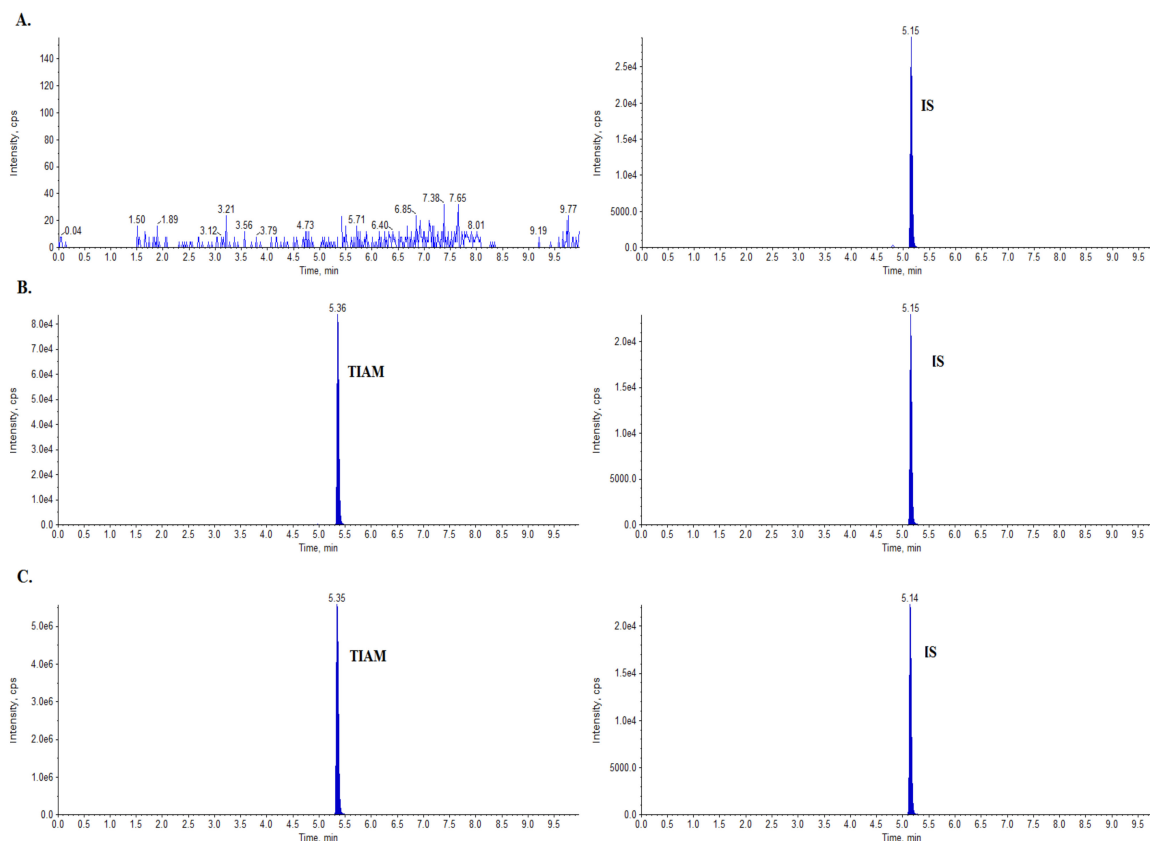 A.
Intensity, cps
140
120
100
80
60
40
20
0
0.04
1.50
1.89
3.12
3.21
3.56
3.79
4.73
5.71
6.40
6.85
7.38
7.65
8.01
9.19
9.77
0.0 0.5 1.0 1.5 2.0 2.5 3.0 3.5 4.0 4.5 5.0 5.5 6.0 6.5 7.0 7.5 8.0 8.5 9.0 9.5
Time, min
Intensity, cps
2.5e4
2.0e4
1.5e4
1.0e4
5000.0
0.0
5.15
IS
0.0 0.5 1.0 1.5 2.0 2.5 3.0 3.5 4.0 4.5 5.0 5.5 6.0 6.5 7.0 7.5 8.0 8.5 9.0 9.5
Time, min
B.
Intensity, cps
8.0e4
7.0e4
6.0e4
5.0e4
4.0e4
3.0e4
2.0e4
1.0e4
0.0
5.36
TIAM
0.0 0.5 1.0 1.5 2.0 2.5 3.0 3.5 4.0 4.5 5.0 5.5 6.0 6.5 7.0 7.5 8.0 8.5 9.0 9.5
Time, min
Intensity, cps
2.0e4
1.5e4
1.0e4
5000.0
0.0
5.15
IS
0.0 0.5 1.0 1.5 2.0 2.5 3.0 3.5 4.0 4.5 5.0 5.5 6.0 6.5 7.0 7.5 8.0 8.5 9.0 9.5
Time, min
C.
Intensity, cps
5.0e6
4.0e6
3.0e6
2.0e6
1.0e6
0.0
5.35
TIAM
0.0 0.5 1.0 1.5 2.0 2.5 3.0 3.5 4.0 4.5 5.0 5.5 6.0 6.5 7.0 7.5 8.0 8.5 9.0 9.5
Time, min
Intensity, cps
2.0e4
1.5e4
1.0e4
5000.0
0.0
5.14
IS
0.0 0.5 1.0 1.5 2.0 2.5 3.0 3.5 4.0 4.5 5.0 5.5 6.0 6.5 7.0 7.5 8.0 8.5 9.0 9.5
Time, min